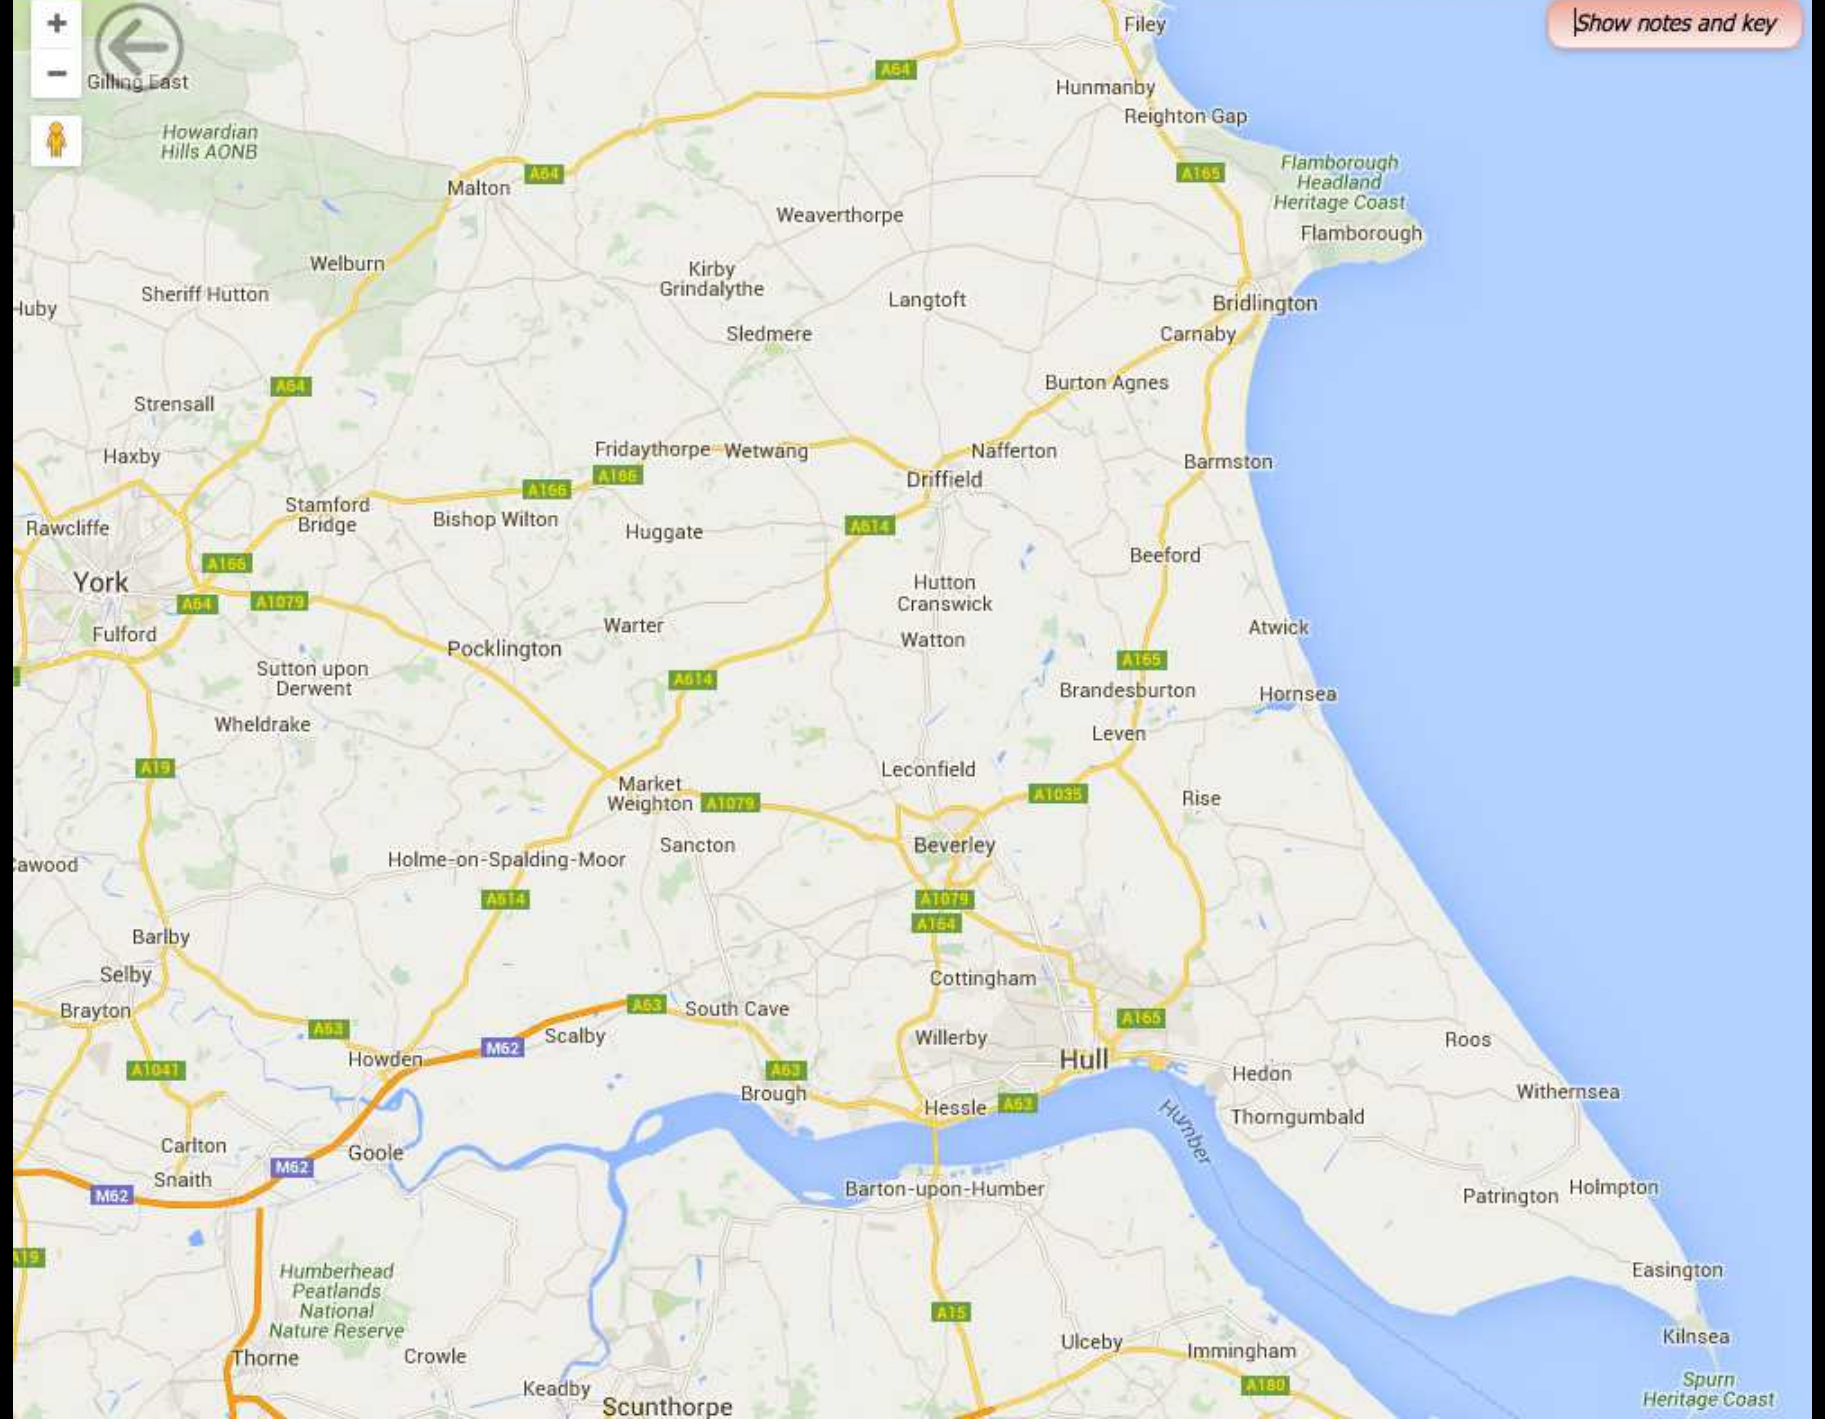 +
Filey
Show notes and key
−
Gilling East
A64
Hunmanby
Reighton Gap
Howardian
Hills AONB
Flamborough
Headland
Heritage Coast
A64
A165
Malton
Weaverthorpe
Flamborough
Welburn
Kirby
Grindalythe
Sheriff Hutton
Langtoft
Bridlington
Huby
Sledmere
Carnaby
A64
Burton Agnes
Strensall
Haxby
Fridaythorpe
Wetwang
Nafferton
Barmston
A166
Driffield
A166
Stamford
Bridge
Bishop Wilton
Rawcliffe
Huggate
A614
A166
Beeford
York
Hutton
Cranswick
A64
A1079
Fulford
Warter
Watton
Atwick
Pocklington
Sutton upon
Derwent
A614
A165
Brandesburton
Hornsea
Wheldrake
Leven
A19
Leconfield
Market
Weighton
A1079
A1035
Rise
Sancton
Beverley
Holme-on-Spalding-Moor
Cawood
A614
A1079
A164
Barlby
Selby
Cottingham
Brayton
A63
South Cave
A165
A63
Scalby
Willerby
Roos
M62
Howden
Hull
A1041
A63
Hedon
Brough
Withernsea
Hessle
A63
Thorngumbald
Humber
Carlton
Goole
M62
Snaith
M62
Barton-upon-Humber
Patrington
Holmpton
A19
Humberhead
Peatlands
National
Nature Reserve
Easington
A15
Kilnsea
Ulceby
Immingham
Thorne
Crowle
Keadby
A180
Spurn
Heritage Coast
Scunthorpe